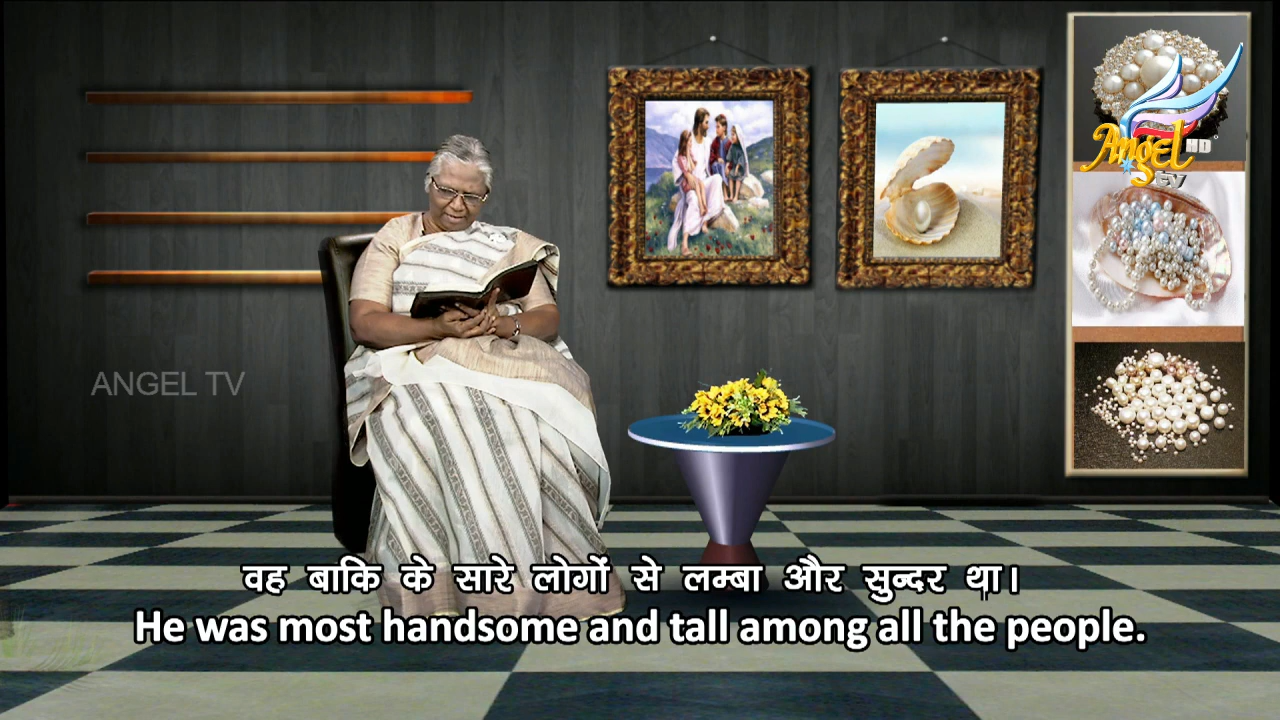 Angel HD
tv
ANGEL TV
वह बाकि के सारे लोगों से लम्बा और सुन्दर था।
He was most handsome and tall among all the people.